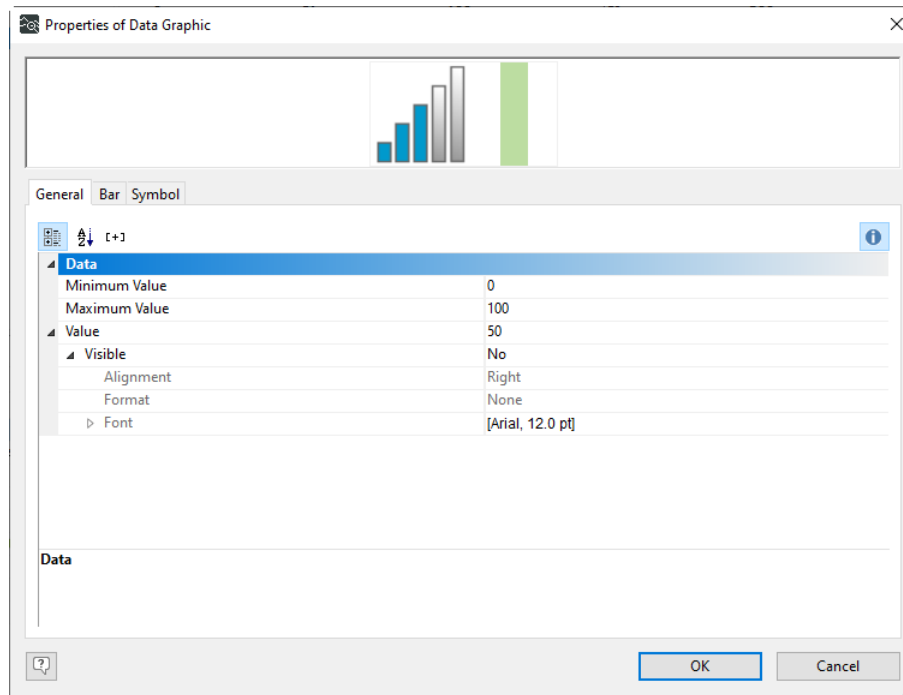 Properties of Data Graphic
General Bar Symbol
[+]
Data
Minimum Value 0
Maximum Value 100
Value 50
Visible No
Alignment Right
Format None
Font [Arial, 12.0 pt]
Data
OK Cancel